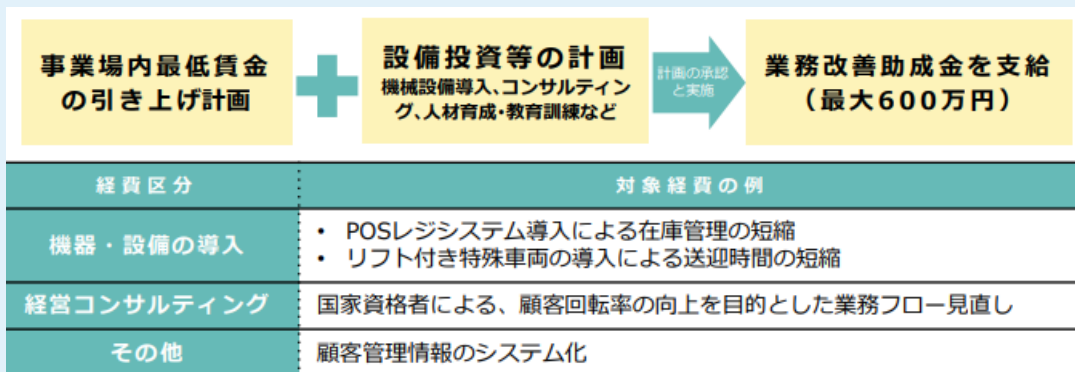 事業場内最低賃金
の引き上げ計画
設備投資等の計画
機械設備導入、コンサルティン
グ、人材育成・教育訓練など
計画の承認
と実施
業務改善助成金を支給
（最大600万円）
経費区分
対象経費の例
機器・設備の導入
• POSレジシステム導入による在庫管理の短縮
• リフト付き特殊車両の導入による送迎時間の短縮
経営コンサルティング
国家資格者による、顧客回転率の向上を目的とした業務フロー見直し
その他
顧客管理情報のシステム化